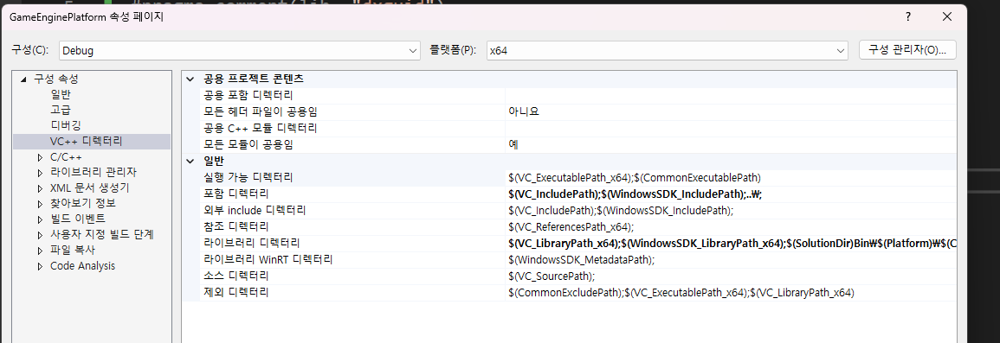 #pragma comment(lib, "dxguid")
GameEnginePlatform 속성 페이지
? ×
구성(C): Debug 플랫폼(P): x64 구성 관리자(O)...
구성 속성
일반
고급
디버깅
VC++ 디렉터리
C/C++
라이브러리 관리자
XML 문서 생성기
찾아보기 정보
빌드 이벤트
사용자 지정 빌드 단계
파일 복사
Code Analysis
공용 프로젝트 콘텐츠
공용 포함 디렉터리
모든 헤더 파일이 공용임 아니요
공용 C++ 모듈 디렉터리
모든 모듈이 공용임 예
일반
실행 가능 디렉터리 $(VC_ExecutablePath_x64);$(CommonExecutablePath)
포함 디렉터리 $(VC_IncludePath);$(WindowsSDK_IncludePath);..₩;
외부 include 디렉터리 $(VC_IncludePath);$(WindowsSDK_IncludePath);
참조 디렉터리 $(VC_ReferencesPath_x64);
라이브러리 디렉터리 $(VC_LibraryPath_x64);$(WindowsSDK_LibraryPath_x64);$(SolutionDir)Bin₩$(Platform)₩$(C
라이브러리 WinRT 디렉터리 $(WindowsSDK_MetadataPath);
소스 디렉터리 $(VC_SourcePath);
제외 디렉터리 $(CommonExcludePath);$(VC_ExecutablePath_x64);$(VC_LibraryPath_x64)